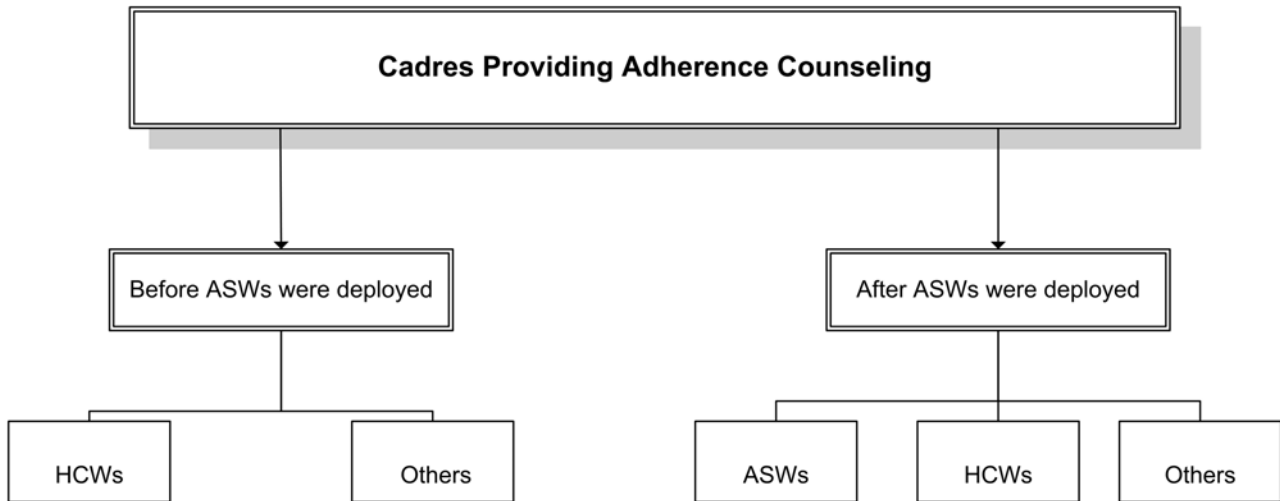 Cadres Providing Adherence Counseling
Before ASWs were deployed
After ASWs were deployed
HCWs
Others
ASWs
HCWs
Others